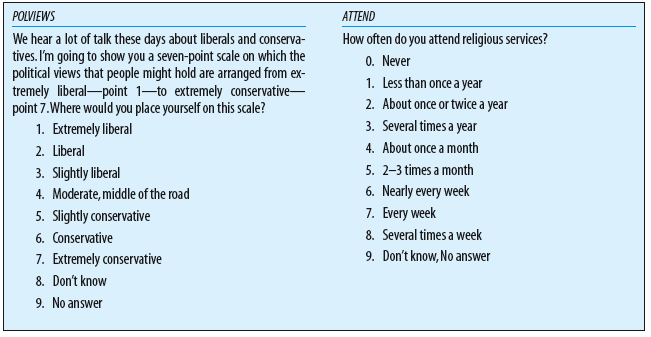 POLVIEWS
We hear a lot of talk these days about liberals and conserva-
tives. I'm going to show you a seven-point scale on which the
political views that people might hold are arranged from ex-
tremely liberal—point 1—to extremely conservative—
point 7. Where would you place yourself on this scale?
1. Extremely liberal
2. Liberal
3. Slightly liberal
4. Moderate, middle of the road
5. Slightly conservative
6. Conservative
7. Extremely conservative
8. Don't know
9. No answer
ATTEND
How often do you attend religious services?
0. Never
1. Less than once a year
2. About once or twice a year
3. Several times a year
4. About once a month
5. 2–3 times a month
6. Nearly every week
7. Every week
8. Several times a week
9. Don't know, No answer